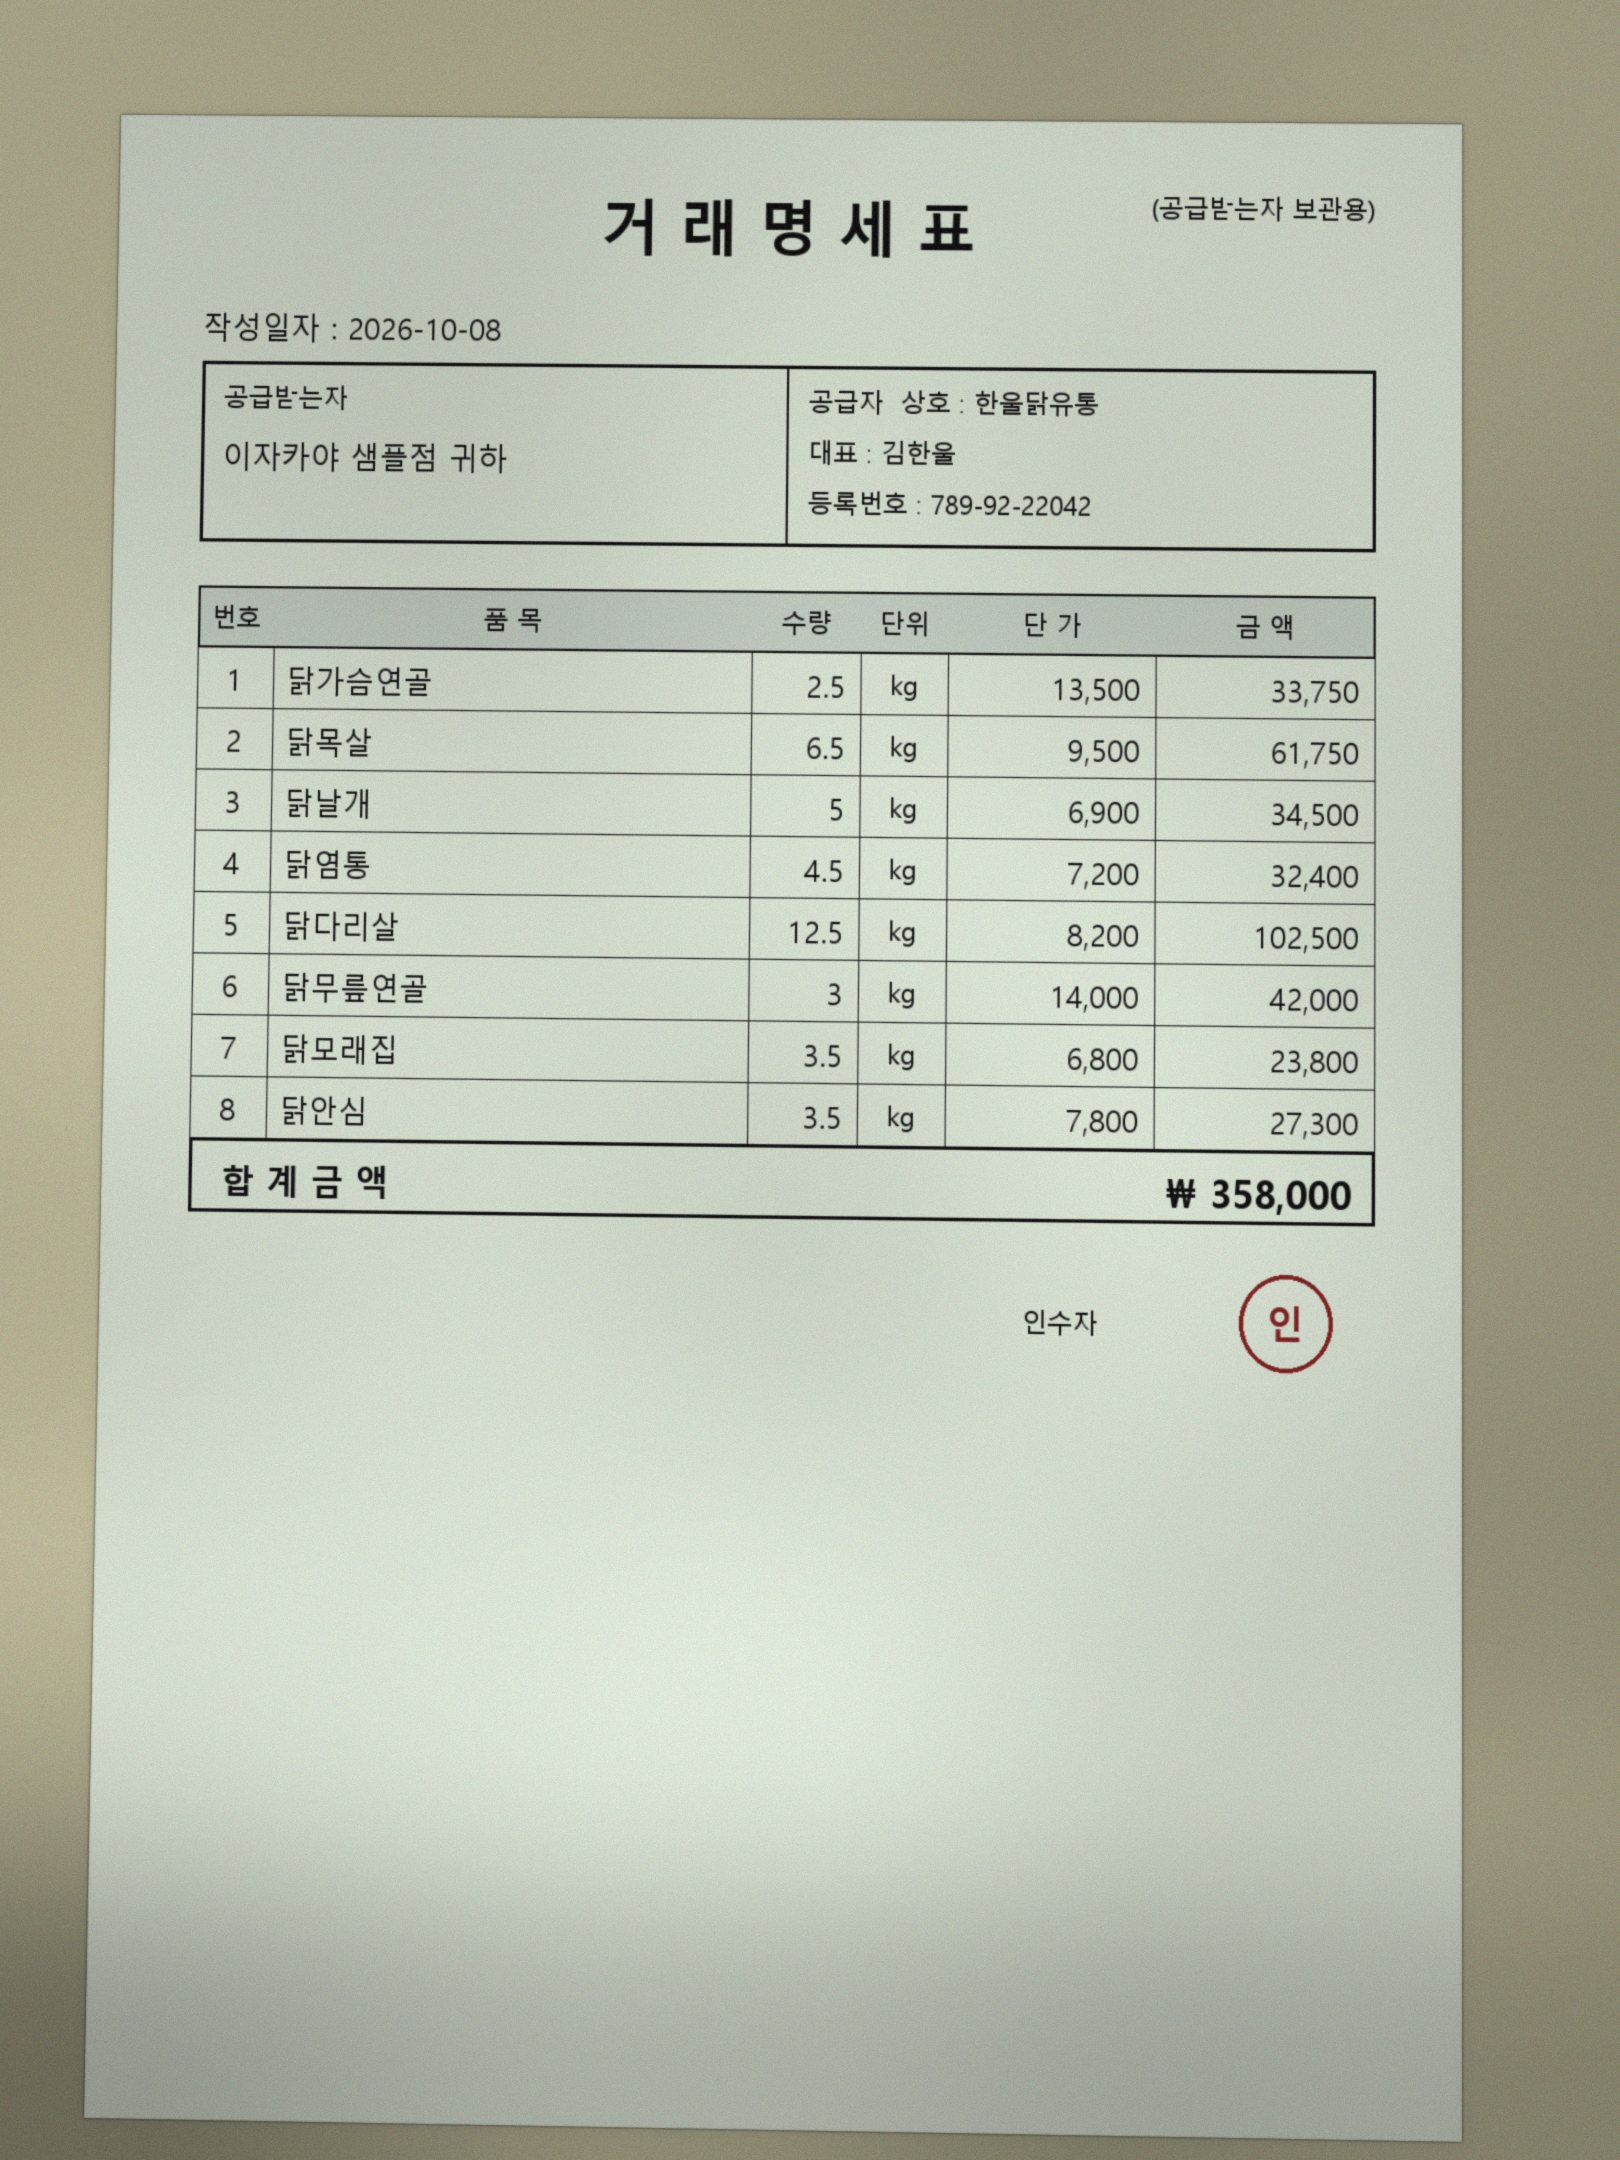 거 래 명 세 표
(공급받는자 보관용)
작성일자 : 2026-10-08
공급받는자
이자카야 샘플점 귀하
공급자 상호 : 한울닭유통
대표 : 김한울
등록번호 : 789-92-22042
번호 품 목 수량 단위 단 가 금 액
1 닭가슴연골 2.5 kg 13,500 33,750
2 닭목살 6.5 kg 9,500 61,750
3 닭날개 5 kg 6,900 34,500
4 닭염통 4.5 kg 7,200 32,400
5 닭다리살 12.5 kg 8,200 102,500
6 닭무릎연골 3 kg 14,000 42,000
7 닭모래집 3.5 kg 6,800 23,800
8 닭안심 3.5 kg 7,800 27,300
합 계 금 액 ₩ 358,000
인수자 인